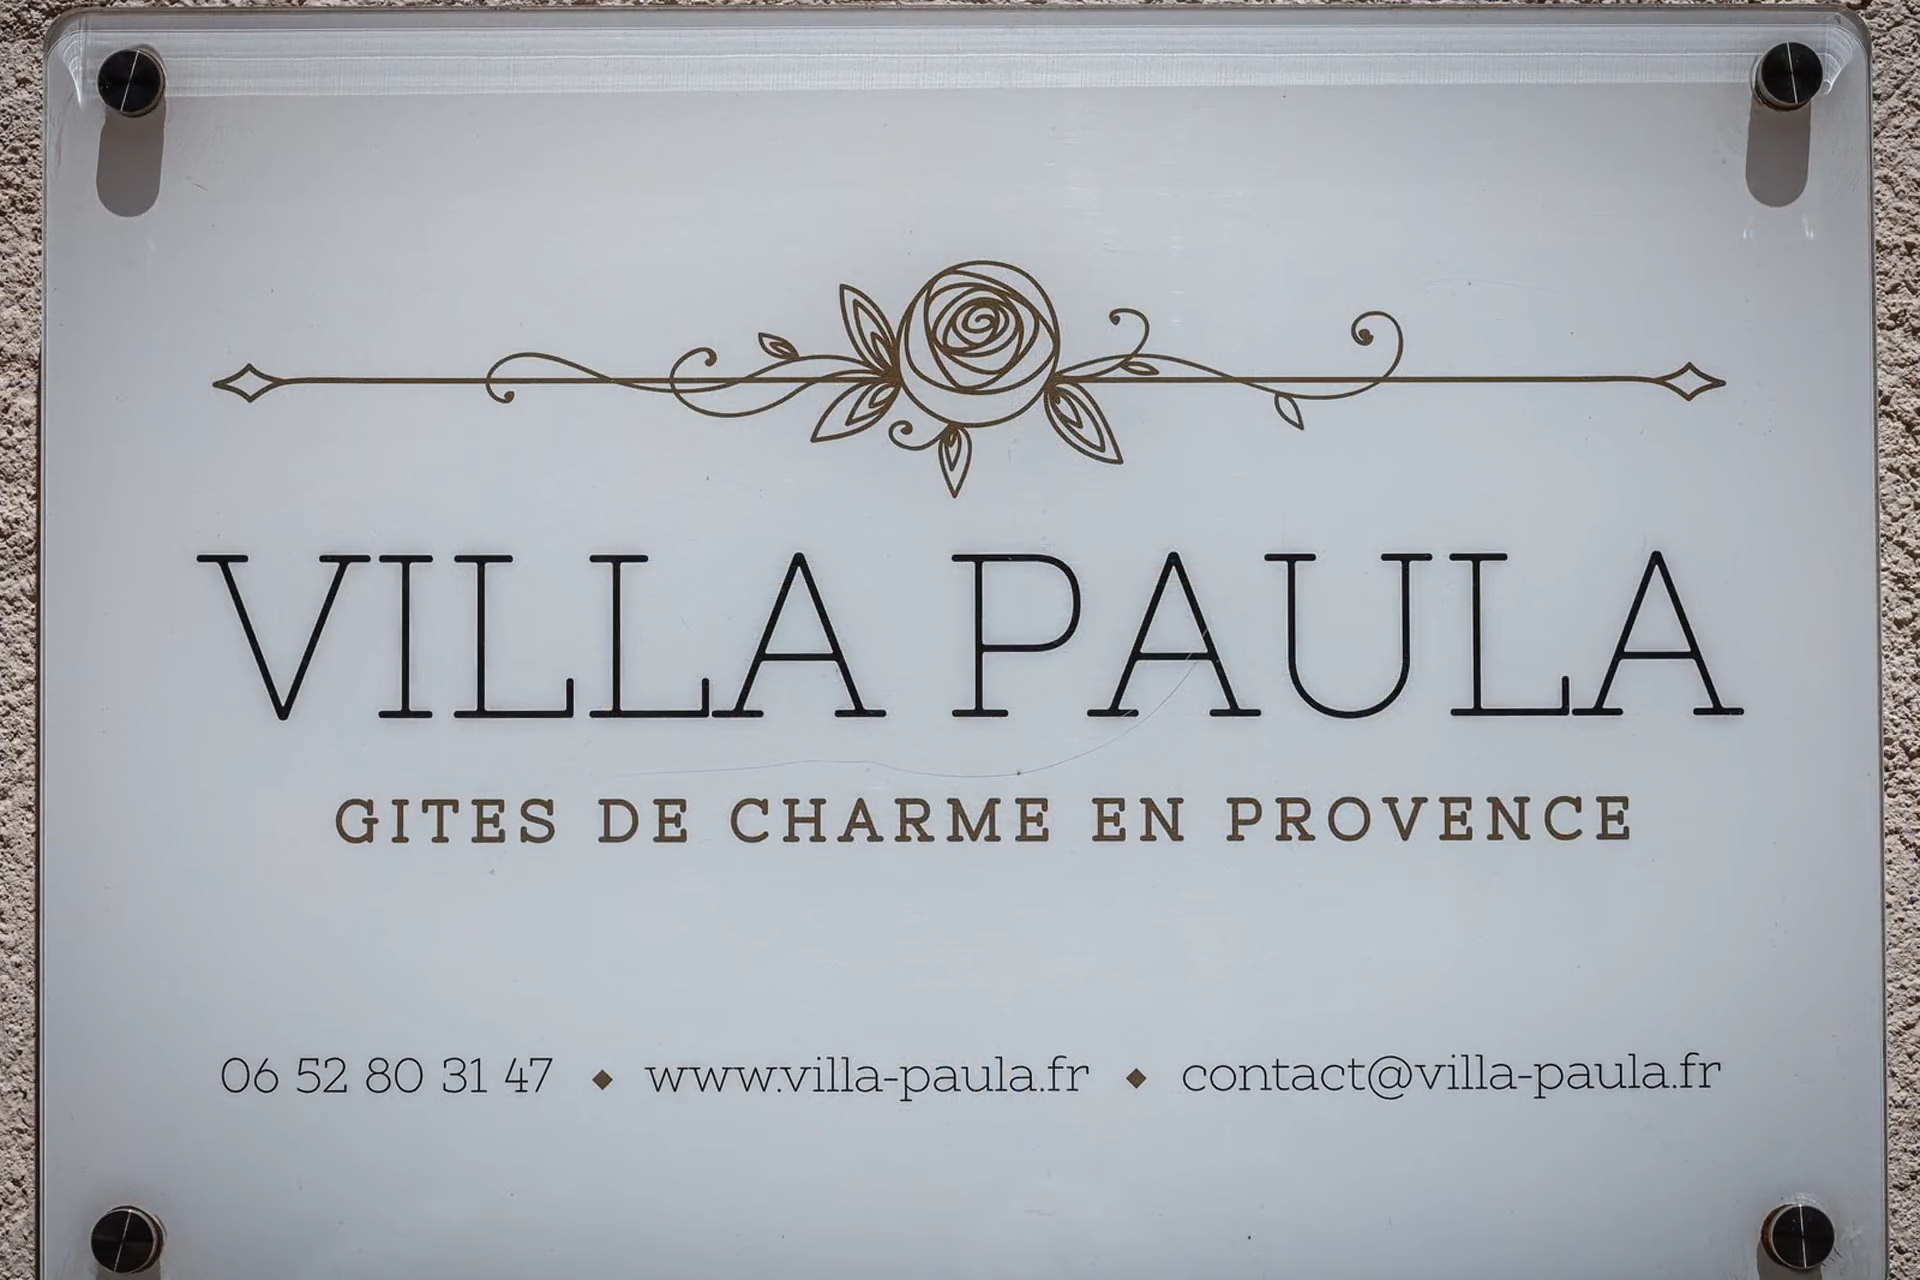 VILLA PAULA
GITES DE CHARME EN PROVENCE
06 52 80 31 47 ◆ www.villa-paula.fr ◆ contact@villa-paula.fr